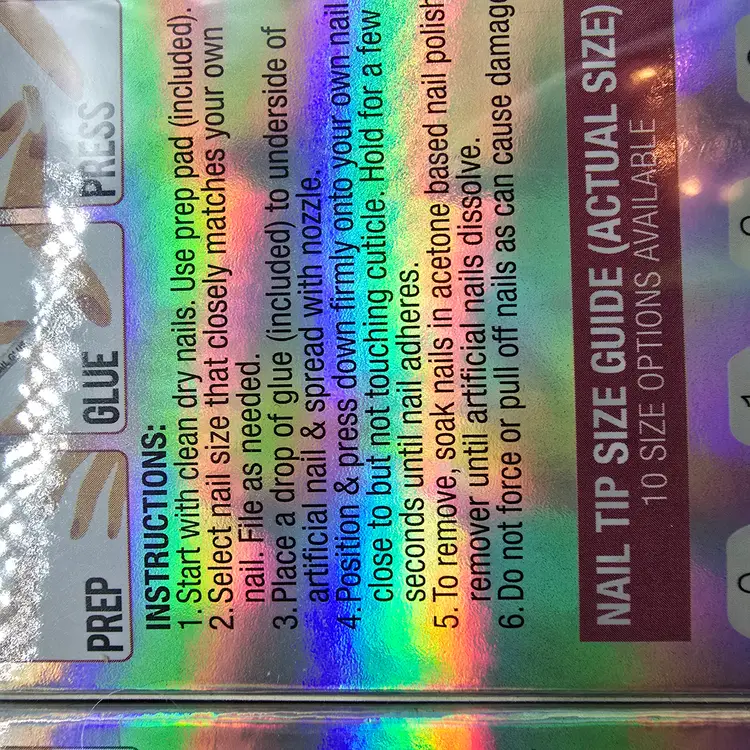 PREP
GLUE
PRESS
INSTRUCTIONS:
1. Start with clean dry nails. Use prep pad (included).
2. Select nail size that closely matches your own
nail. File as needed.
3. Place a drop of glue (included) to underside of
artificial nail & spread with nozzle.
4. Position & press down firmly onto your own nail
close to but not touching cuticle. Hold for a few
seconds until nail adheres.
5. To remove, soak nails in acetone based nail polish
remover until artificial nails dissolve.
6. Do not force or pull off nails as can cause damage
NAIL TIP SIZE GUIDE (ACTUAL SIZE)
10 SIZE OPTIONS AVAILABLE